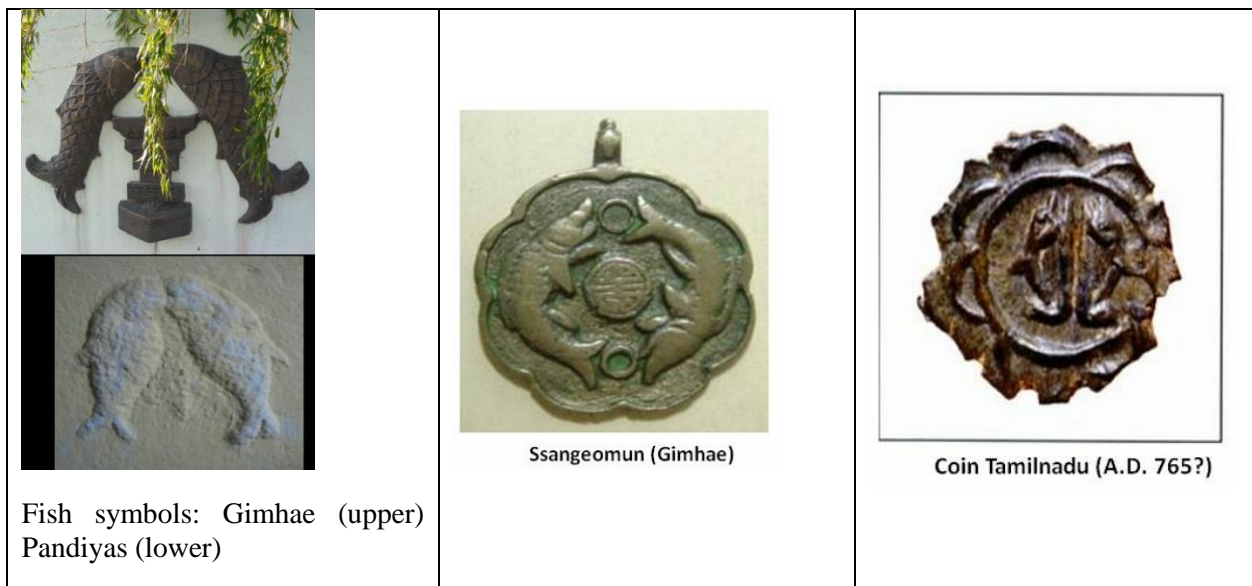 Fish symbols: Gimhae (upper)
Pandiyas (lower)
Ssangeomun (Gimhae)
Coin Tamilnadu (A.D. 765?)